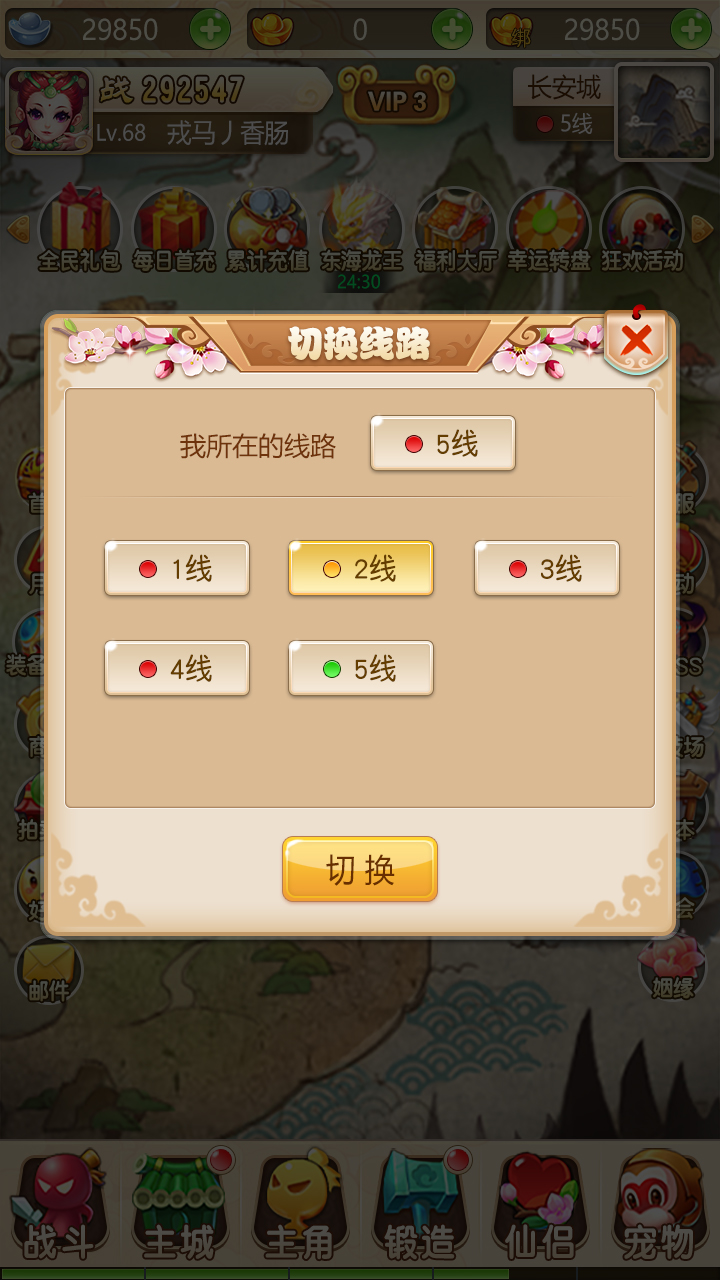 29850 0 绑 29850
战 292547 VIP 3 长安城
Lv.68 戎马丿香肠 5线
全民礼包 每日首充 累计充值 东海龙王 福利大厅 幸运转盘 狂欢活动
24:30
切换线路
我所在的线路 5线
1线 2线 3线
4线 5线
切换
邮件 姻缘
战斗 主城 主角 锻造 仙侣 宠物